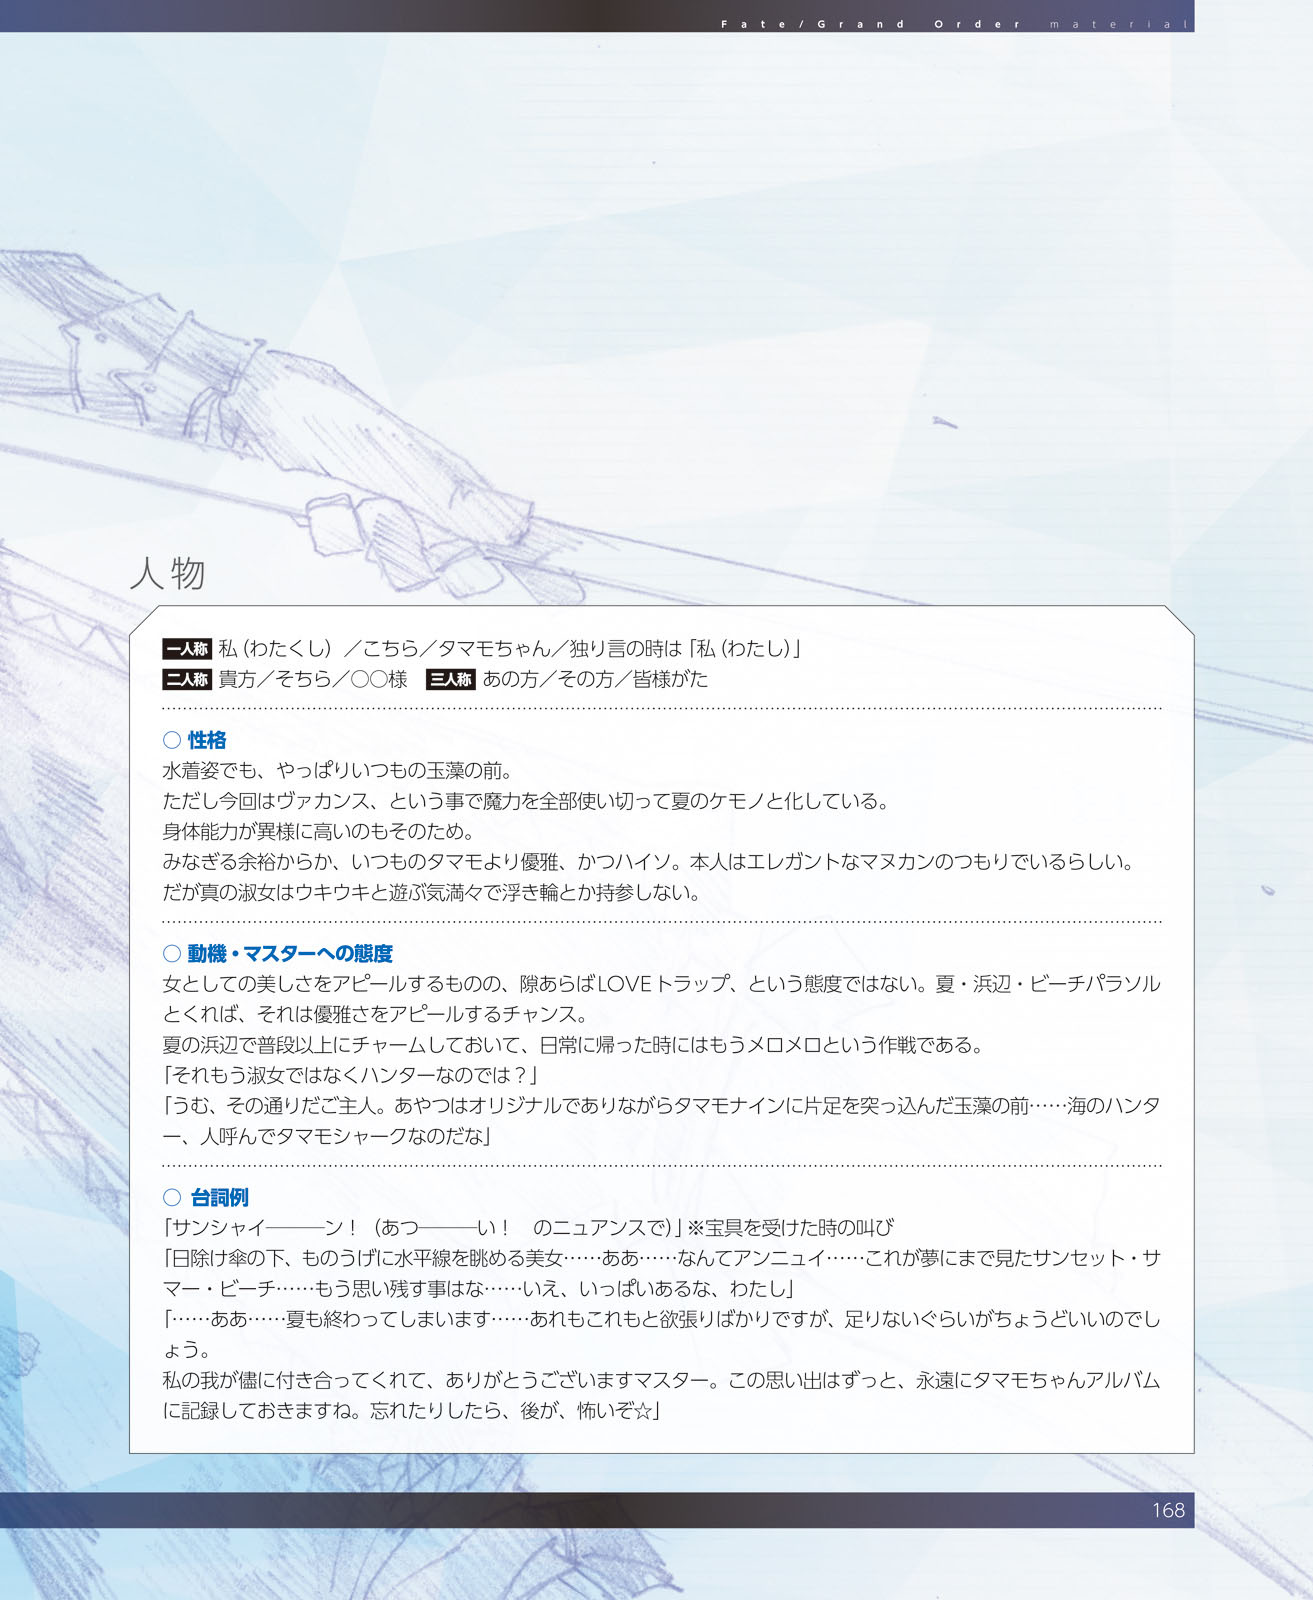 Fate/Grand Order material
人物
一人称 私（わたくし）／こちら／タマモちゃん／独り言の時は「私（わたし）」
二人称 貴方／そちら／○○様 三人称 あの方／その方／皆様がた
○ 性格
水着姿でも、やっぱりいつもの玉藻の前。
ただし今回はヴァカンス、という事で魔力を全部使い切って夏のケモノと化している。
身体能力が異様に高いのもそのため。
みなぎる余裕からか、いつものタマモより優雅、かつハイソ。本人はエレガントなマヌカンのつもりでいるらしい。
だが真の淑女はウキウキと遊ぶ気満々で浮き輪とか持参しない。
○ 動機・マスターへの態度
女としての美しさをアピールするものの、隙あらばLOVEトラップ、という態度ではない。夏・浜辺・ビーチパラソル
とくれば、それは優雅さをアピールするチャンス。
夏の浜辺で普段以上にチャームしておいて、日常に帰った時にはもうメロメロという作戦である。
「それもう淑女ではなくハンターなのでは？」
「うむ、その通りだご主人。あやつはオリジナルでありながらタマモナインに片足を突っ込んだ玉藻の前……海のハンタ
ー、人呼んでタマモシャークなのだな」
○ 台詞例
「サンシャイ―――ン！（あつ―――い！　のニュアンスで）」※宝具を受けた時の叫び
「日除け傘の下、ものうげに水平線を眺める美女……ああ……なんてアンニュイ……これが夢にまで見たサンセット・サ
マー・ビーチ……もう思い残す事はな……いえ、いっぱいあるな、わたし」
「……ああ……夏も終わってしまいます……あれもこれもと欲張りばかりですが、足りないぐらいがちょうどいいのでし
ょう。
私の我が儘に付き合ってくれて、ありがとうございますマスター。この思い出はずっと、永遠にタマモちゃんアルバム
に記録しておきますね。忘れたりしたら、後が、怖いぞ☆」
168